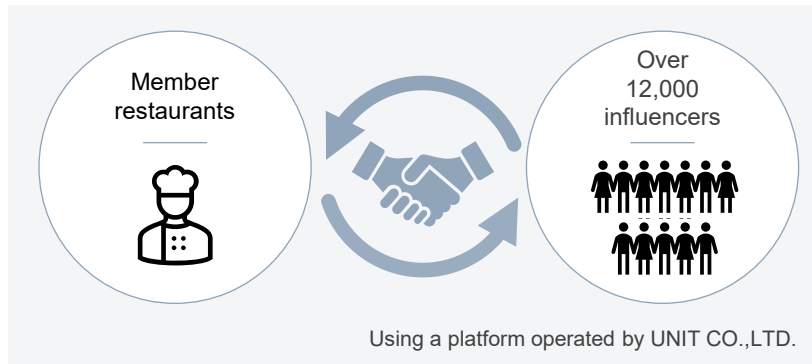 Member
restaurants
Over
12,000
influencers
Using a platform operated by UNIT CO.,LTD.